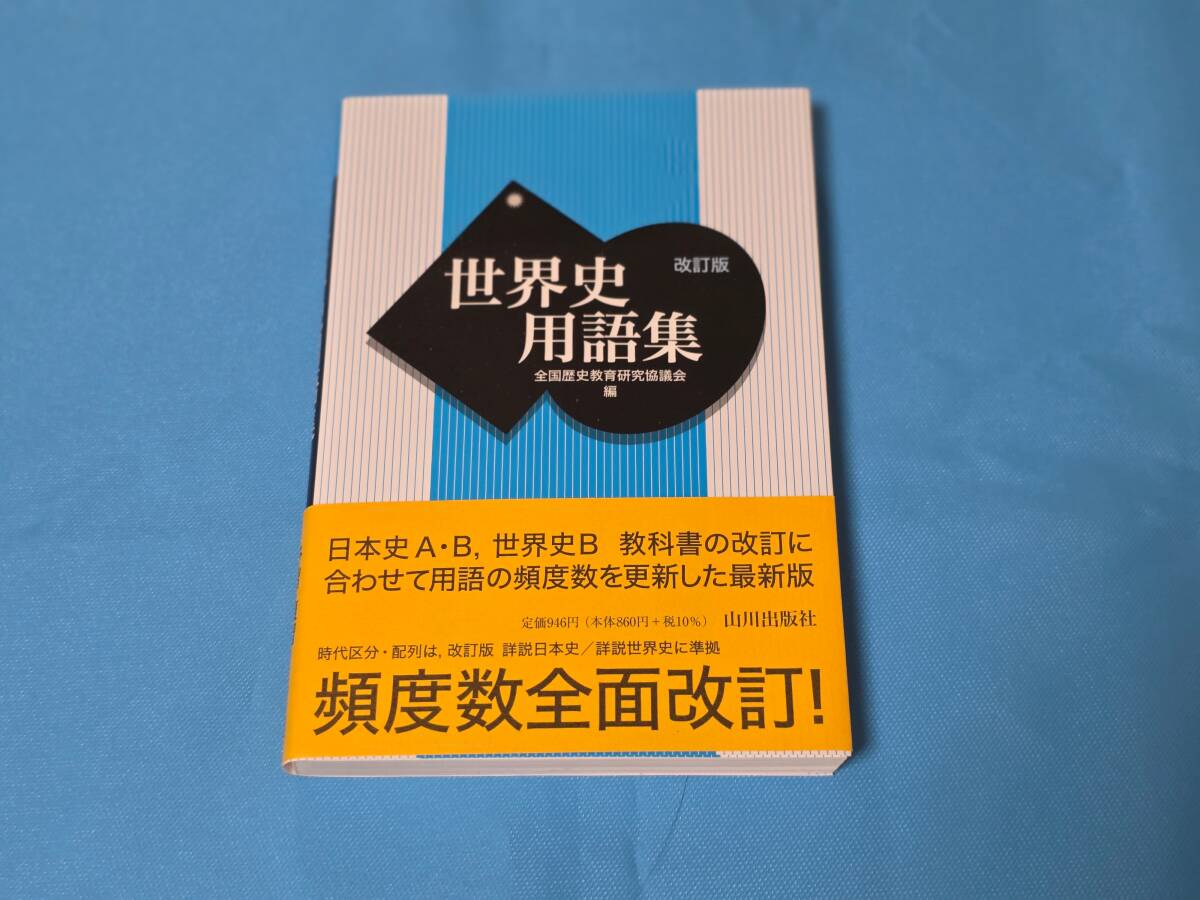 改訂版
世界史
用語集
全国歴史教育研究協議会
編
日本史A・B, 世界史B 教科書の改訂に
合わせて用語の頻度数を更新した最新版
定価946円(本体860円+税10%) 山川出版社
時代区分・配列は, 改訂版 詳説日本史/詳説世界史に準拠
頻度数全面改訂!